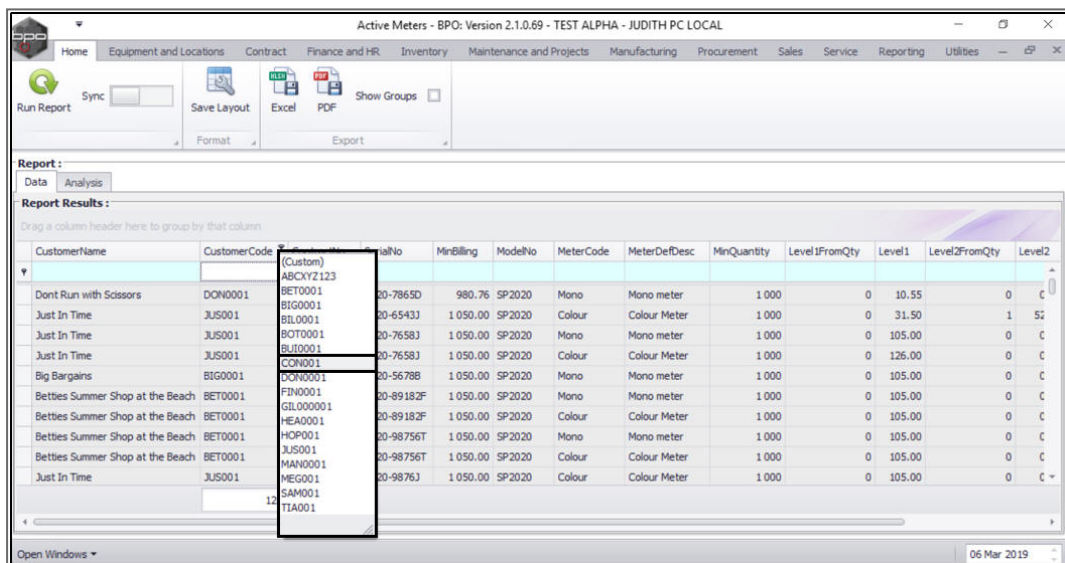 bpo
Active Meters - BPO: Version 2.1.0.69 - TEST ALPHA - JUDITH PC LOCAL
Home Equipment and Locations Contract Finance and HR Inventory Maintenance and Projects Manufacturing Procurement Sales Service Reporting Utilities
Run Report Sync Save Layout Excel PDF Show Groups
Format Export
Report :
Data Analysis
Report Results :
Drag a column header here to group by that column
CustomerName CustomerCode SerialNo MinBilling ModelNo MeterCode MeterDefDesc MinQuantity Level1FromQty Level1 Level2FromQty Level2
Dont Run with Scissors DON0001 20-7865D 980.76 SP2020 Mono Mono meter 1 000 0 10.55 0
Just In Time JUS001 20-6543J 1 050.00 SP2020 Colour Colour Meter 1 000 0 31.50 1 52
Just In Time JUS001 20-7658J 1 050.00 SP2020 Mono Mono meter 1 000 0 105.00 0
Just In Time JUS001 20-7658J 1 050.00 SP2020 Colour Colour Meter 1 000 0 126.00 0
Big Bargains BIG0001 20-5678B 1 050.00 SP2020 Mono Mono meter 1 000 0 105.00 0
Betties Summer Shop at the Beach BET0001 20-89182F 1 050.00 SP2020 Mono Mono meter 1 000 0 105.00 0
Betties Summer Shop at the Beach BET0001 20-89182F 1 050.00 SP2020 Colour Colour Meter 1 000 0 105.00 0
Betties Summer Shop at the Beach BET0001 20-98756T 1 050.00 SP2020 Mono Mono meter 1 000 0 105.00 0
Betties Summer Shop at the Beach BET0001 20-98756T 1 050.00 SP2020 Colour Colour Meter 1 000 0 105.00 0
Just In Time JUS001 20-9876J 1 050.00 SP2020 Colour Colour Meter 1 000 0 105.00 0
12
(Custom)
ABCXYZ123
BET0001
BIG0001
BIL0001
BOT0001
BUI0001
CON001
DON0001
FIN0001
GIL000001
HEA0001
HOP001
JUS001
MAN0001
MEG001
SAM001
TIA001
Open Windows 06 Mar 2019